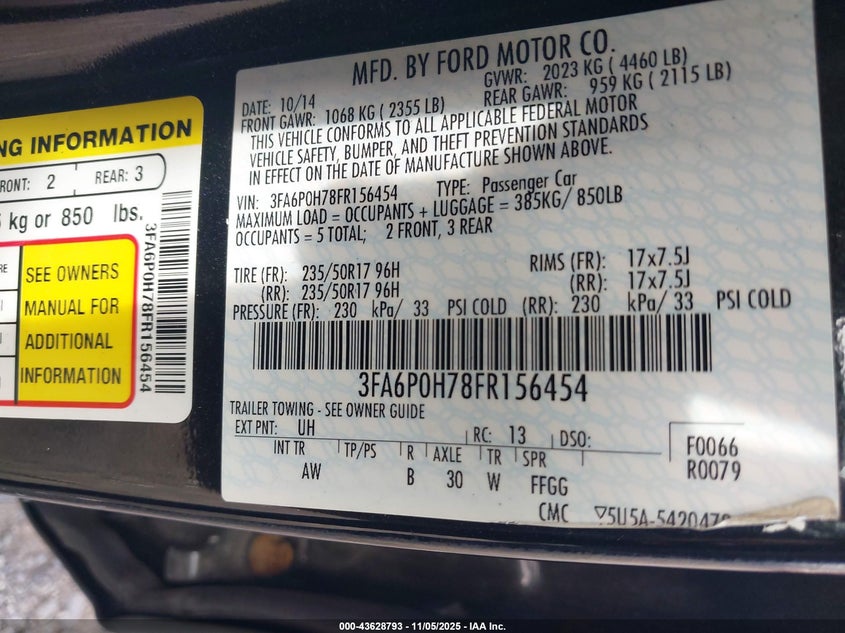 NG INFORMATION
RONT: 2 REAR: 3
kg or 850 lbs.
SEE OWNERS
MANUAL FOR
ADDITIONAL
INFORMATION
3FA6P0H78FR156454
MFD. BY FORD MOTOR CO.
DATE: 10/14 GVWR: 2023 KG ( 4460 LB)
FRONT GAWR: 1068 KG ( 2355 LB) REAR GAWR: 959 KG ( 2115 LB)
THIS VEHICLE CONFORMS TO ALL APPLICABLE FEDERAL MOTOR
VEHICLE SAFETY, BUMPER, AND THEFT PREVENTION STANDARDS
IN EFFECT ON THE DATE OF MANUFACTURE SHOWN ABOVE.
VIN: 3FA6P0H78FR156454 TYPE: Passenger Car
MAXIMUM LOAD = OCCUPANTS + LUGGAGE = 385KG/ 850LB
OCCUPANTS = 5 TOTAL; 2 FRONT, 3 REAR
TIRE (FR): 235/50R17 96H RIMS (FR): 17x7.5J
(RR): 235/50R17 96H (RR): 17x7.5J
PRESSURE (FR): 230 kPa/ 33 PSI COLD (RR): 230 kPa/ 33 PSI COLD
3FA6P0H78FR156454
TRAILER TOWING - SEE OWNER GUIDE
EXT PNT: UH RC: 13 DSO:
INT TR TP/PS R AXLE TR SPR F0066
AW B 30 W FFGG R0079
CMC ▽5U5A-5420472
000-43628793 - 11/05/2025 - IAA Inc.